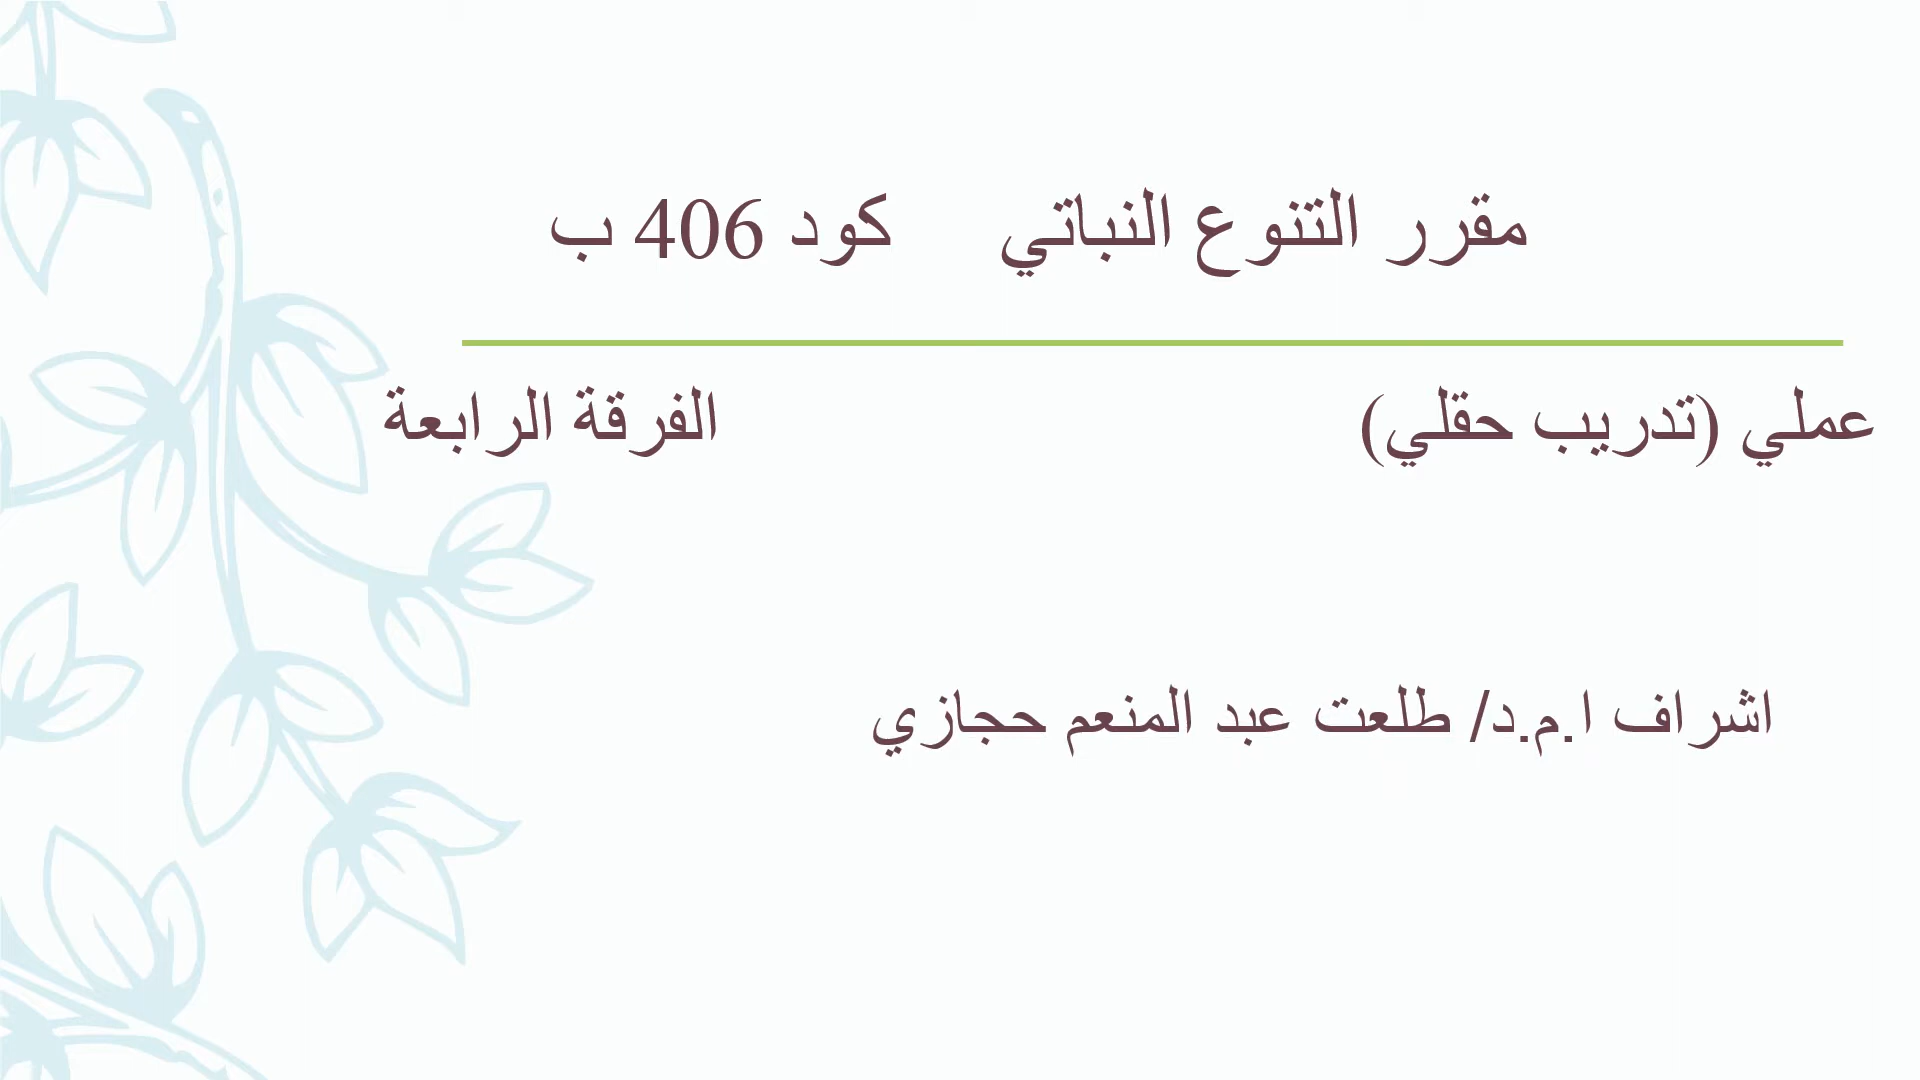 مقرر التنوع النباتي كود 406 ب
عملي (تدريب حقلي) الفرقة الرابعة
اشراف ا.م.د/ طلعت عبد المنعم حجازي